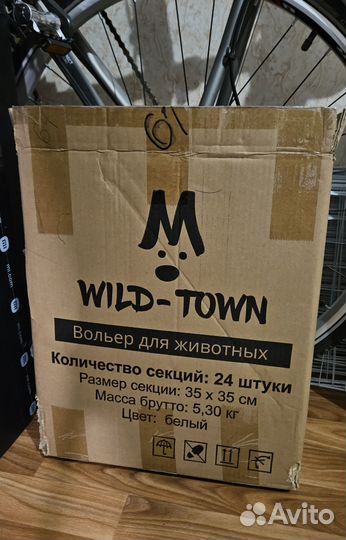 67
WILD-TOWN
Вольер для животных
Количество секций: 24 штуки
Размер секции: 35 x 35 см
Масса брутто: 5,30 кг
Цвет: белый
Avito